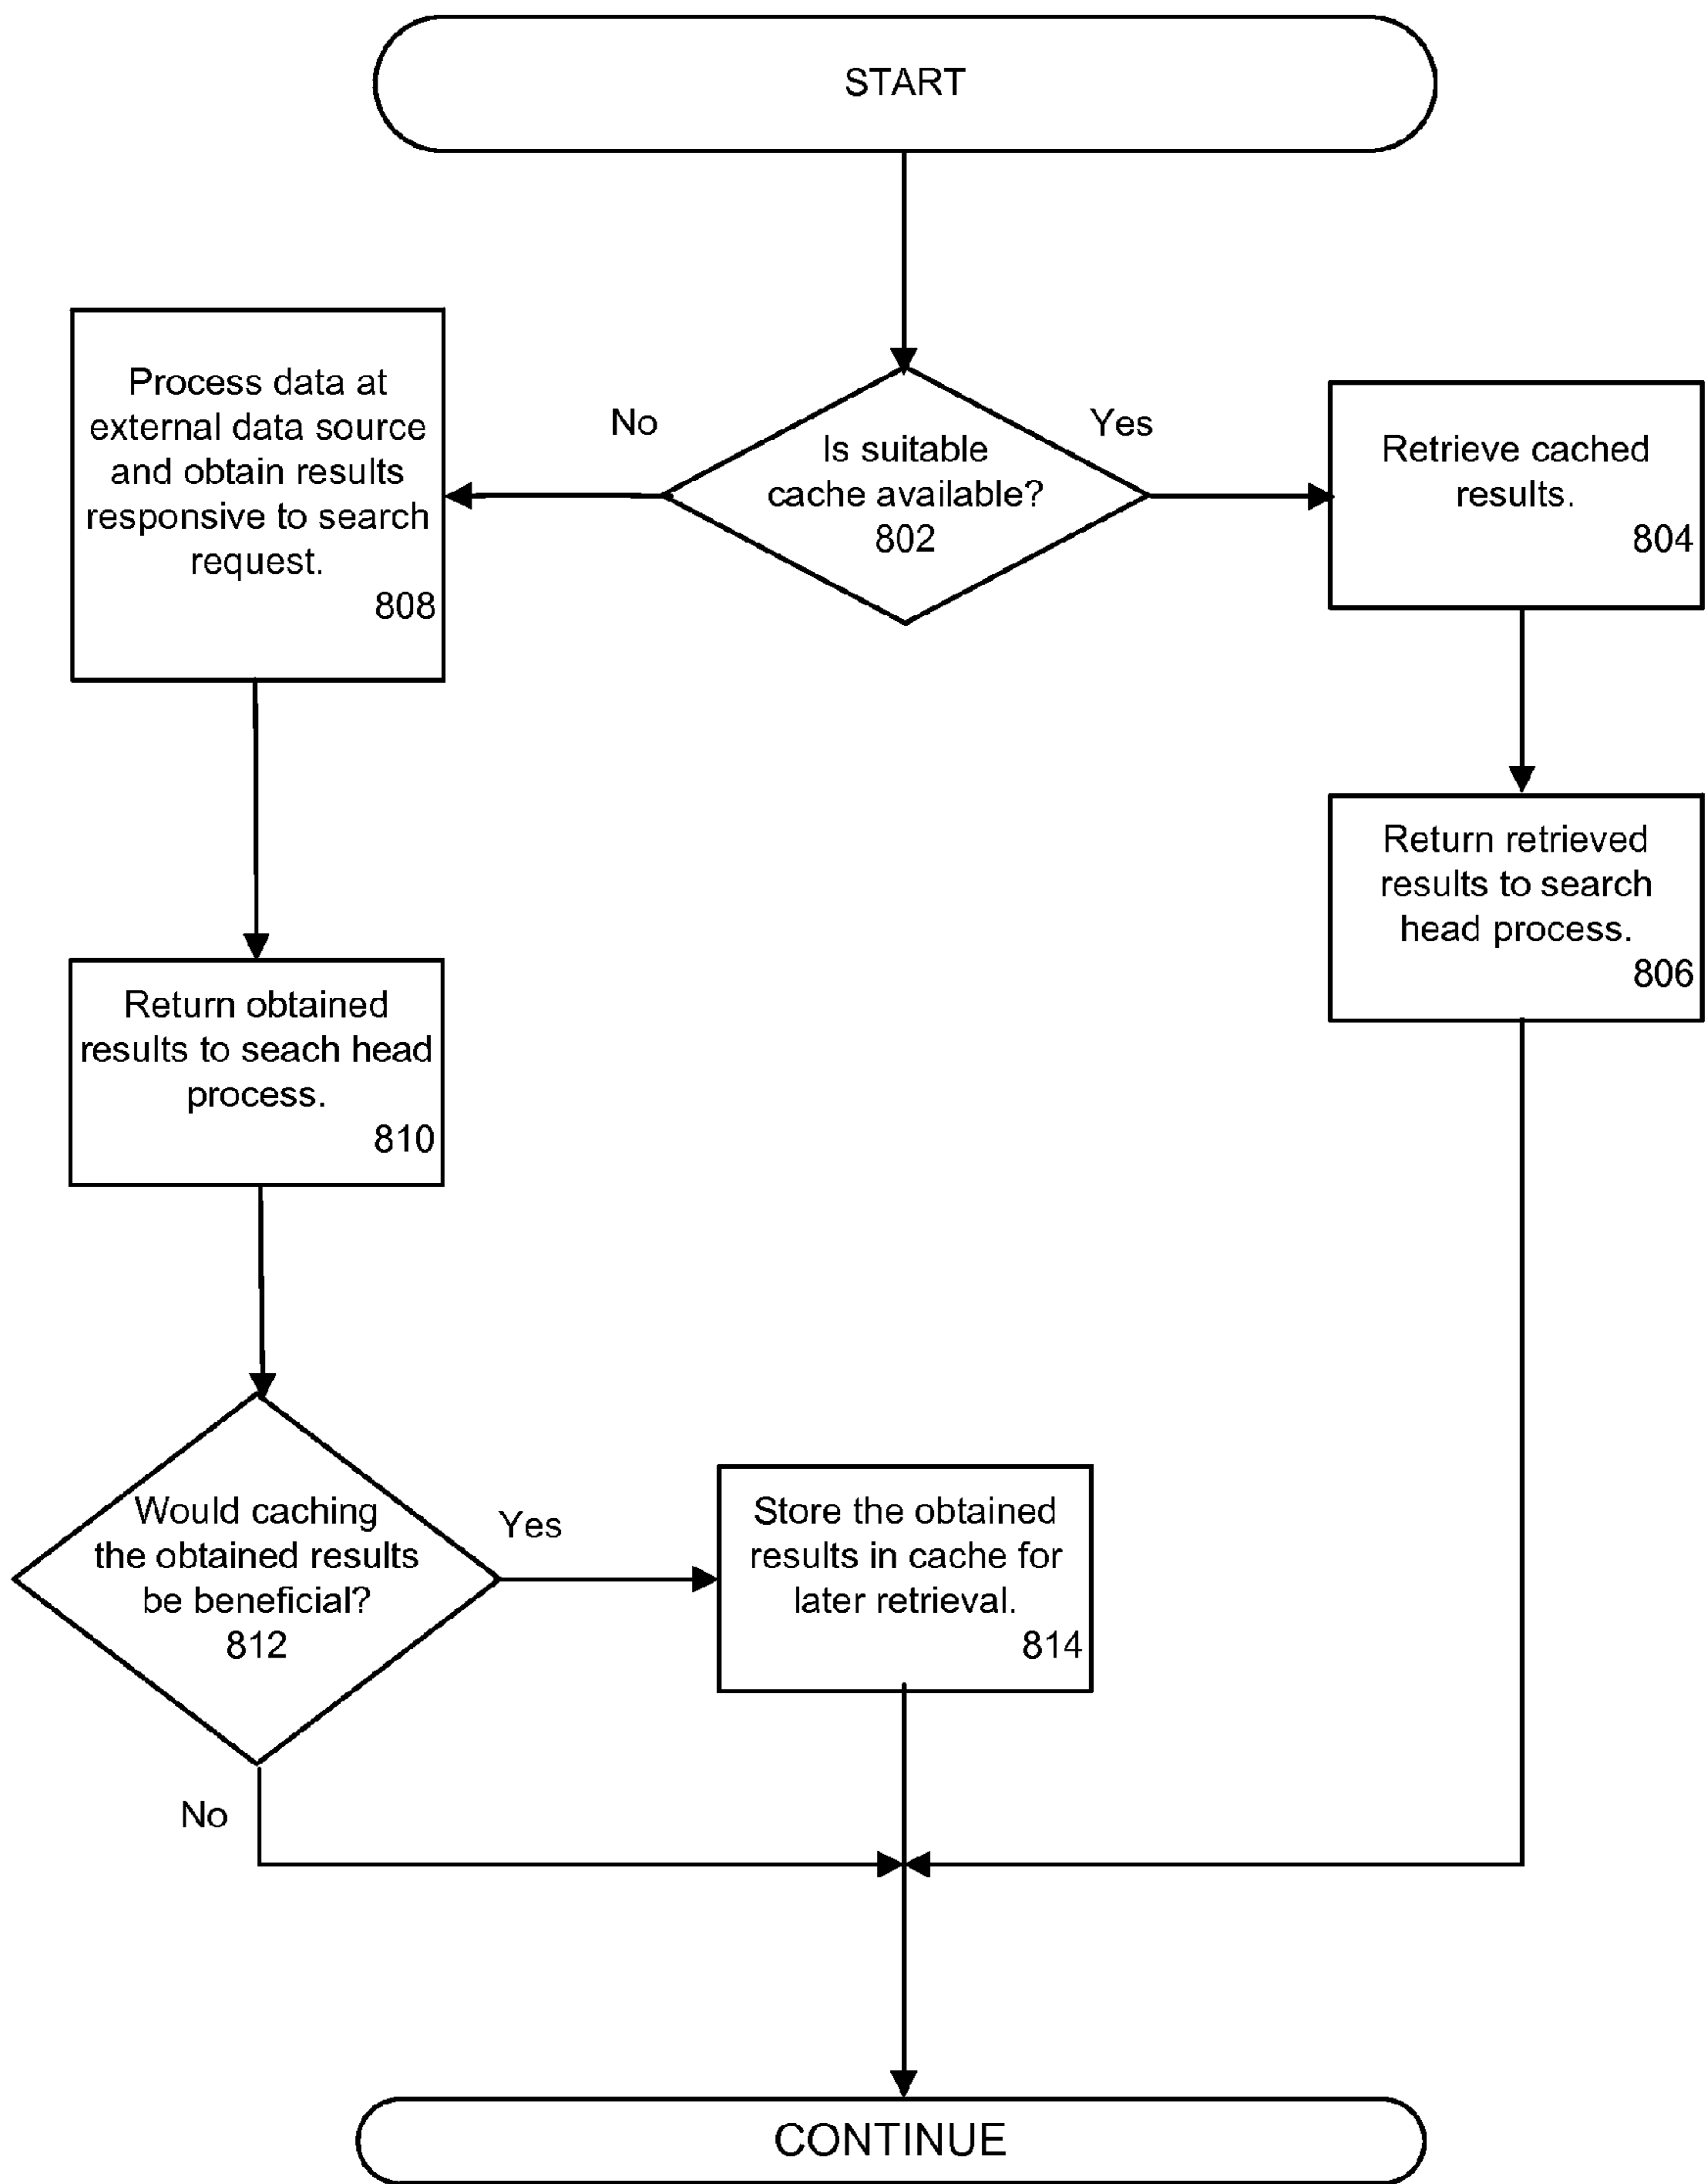 START
Process data at
external data source
and obtain results
responsive to search
request.
808
No
Is suitable
cache available?
802
Yes
Retrieve cached
results.
804
Return retrieved
results to search
head process.
806
Return obtained
results to seach head
process.
810
Would caching
the obtained results
be beneficial?
812
Yes
Store the obtained
results in cache for
later retrieval.
814
No
CONTINUE